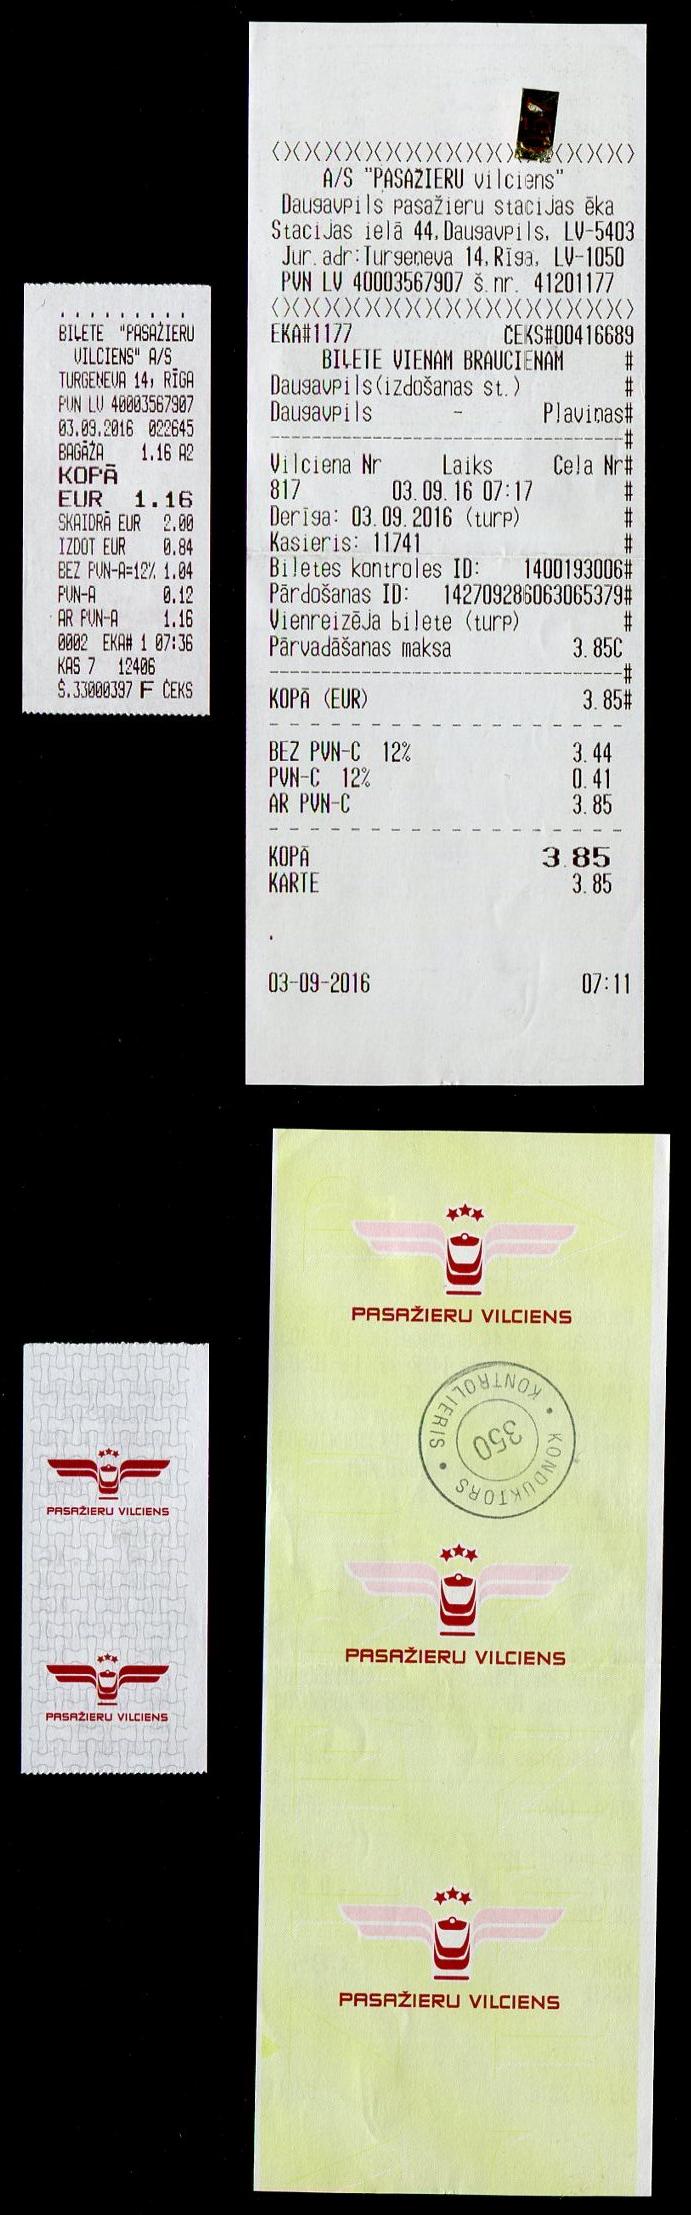 BIĻETE "PASAŽIERU
VILCIENS" A/S
TURGEŅEVA 14, RĪGA
PVN LV 40003567907
03.09.2016 022645
BAGĀŽA 1.16 A2
KOPĀ
EUR 1.16
SKAIDRĀ EUR 2.00
IZDOT EUR 0.84
BEZ PVN-A=12% 1.04
PVN-A 0.12
AR PVN-A 1.16
0002 EKA# 1 07:36
KAS 7 12406
Š.33000397 F ČEKS
A/S "PASAŽIERU vilciens"
Daugavpils pasažieru stacijas ēka
Stacijas ielā 44,Daugavpils, LV-5403
Jur.adr:Turgeņeva 14,Rīga, LV-1050
PVN LV 40003567907 š.nr. 41201177
EKA#1177 ČEKS#00416689
BIĻETE VIENAM BRAUCIENAM #
Daugavpils(izdošanas st.) #
Daugavpils - Pļaviņas#
#
Vilciena Nr Laiks Ceļa Nr#
817 03.09.16 07:17 #
Derīga: 03.09.2016 (turp) #
Kasieris: 11741 #
Biļetes kontroles ID: 1400193006#
Pārdošanas ID: 142709286063065379#
Vienreizēja biļete (turp) #
Pārvadāšanas maksa 3.85C
#
KOPĀ (EUR) 3.85#
BEZ PVN-C 12% 3.44
PVN-C 12% 0.41
AR PVN-C 3.85
KOPĀ 3.85
KARTE 3.85
.
03-09-2016 07:11
PASAŽIERU VILCIENS
PASAŽIERU VILCIENS
PASAŽIERU VILCIENS
KONDUKTORS • KONTROLIERIS •
350
PASAŽIERU VILCIENS
PASAŽIERU VILCIENS